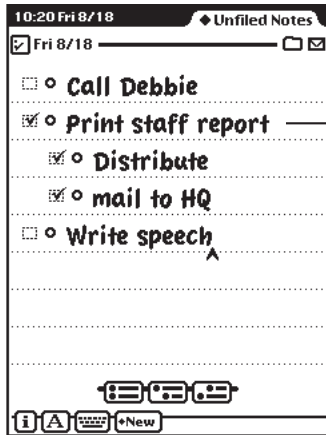 10:20 Fri 8/18 ◆Unfiled Notes
Fri 8/18
Call Debbie
Print staff report
Distribute
mail to HQ
Write speech
i A New